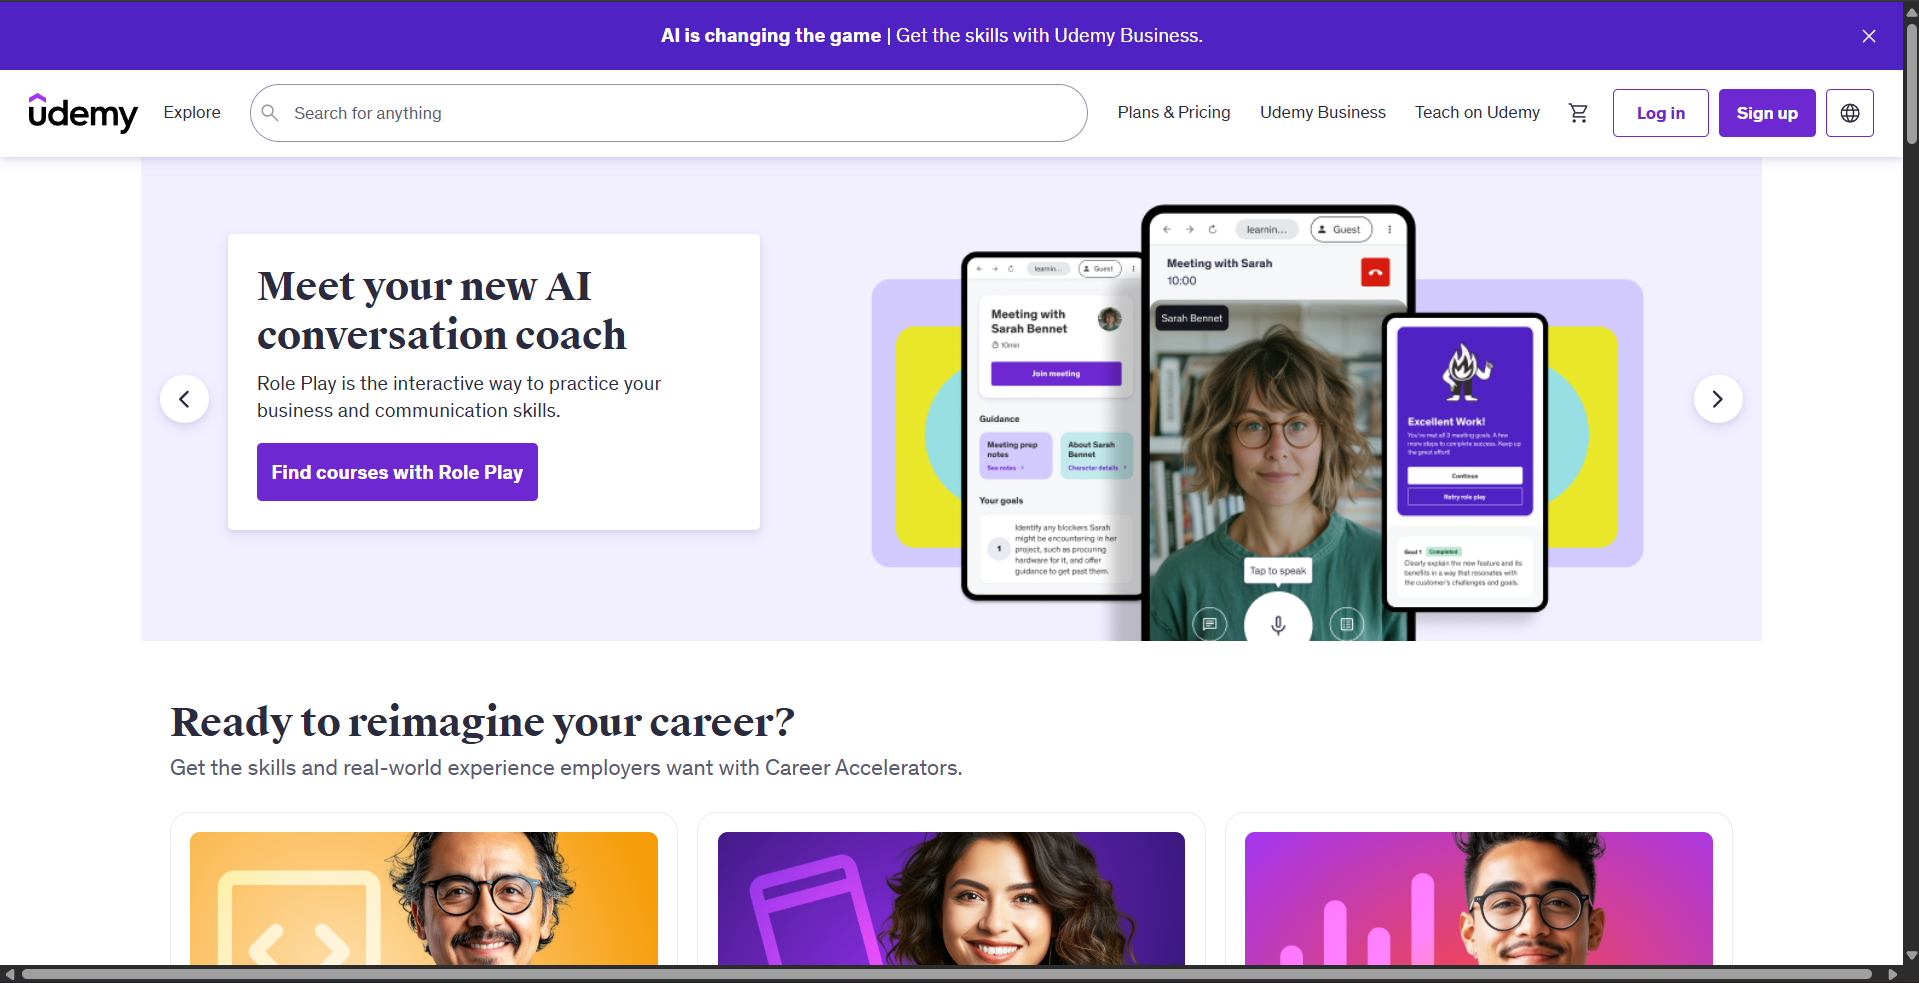 AI is changing the game | Get the skills with Udemy Business.
udemy
Explore
Search for anything
Plans & Pricing
Udemy Business
Teach on Udemy
Log in
Sign up
Meet your new AI
conversation coach
Role Play is the interactive way to practice your
business and communication skills.
Find courses with Role Play
learnin...
Guest
Meeting with
Sarah Bennet
10min
Join meeting
Guidance
Meeting prep
notes
See notes
About Sarah
Bennet
Character details
Your goals
1
Identify any blockers Sarah
might be encountering in her
project, such as procuring
hardware for it, and offer
guidance to get past them.
learnin...
Guest
Meeting with Sarah
10:00
Sarah Bennet
Tap to speak
Excellent Work!
You've met all 3 meeting goals. A few
more steps to complete success. Keep up
the great effort!
Continue
Retry role play
Goal 1 Completed
Clearly explain the new feature and its
benefits in a way that resonates with
the customer's challenges and goals.
Ready to reimagine your career?
Get the skills and real-world experience employers want with Career Accelerators.